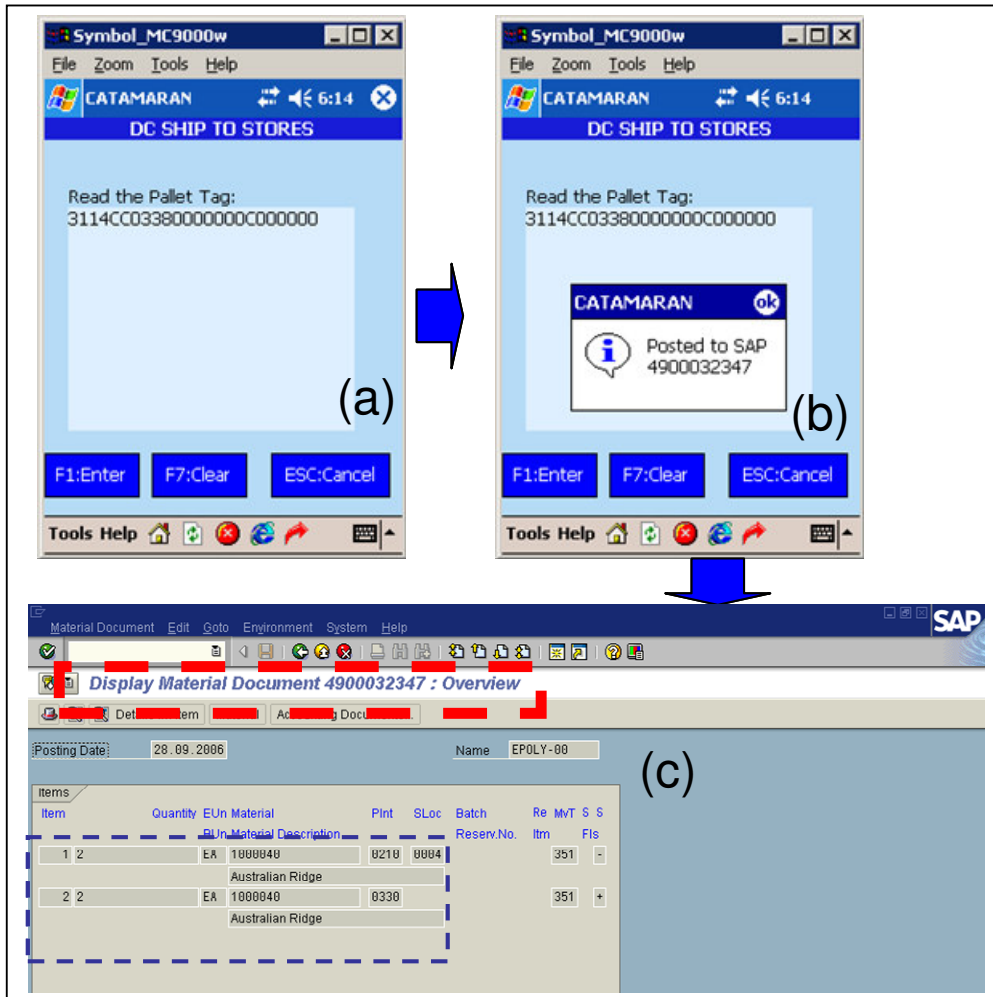 Symbol_MC9000w
File Zoom Tools Help
CATAMARAN 6:14
DC SHIP TO STORES
Read the Pallet Tag:
3114CC03380000000C000000
(a)
F1:Enter F7:Clear ESC:Cancel
Tools Help
Symbol_MC9000w
File Zoom Tools Help
CATAMARAN 6:14
DC SHIP TO STORES
Read the Pallet Tag:
3114CC03380000000C000000
CATAMARAN ok
Posted to SAP
4900032347
(b)
F1:Enter F7:Clear ESC:Cancel
Tools Help
Material Document Edit Goto Environment System Help
SAP
Display Material Document 4900032347 : Overview
Posting Date 28.09.2006 Name EPOLY-00
(c)
Items
Item Quantity EUn Material Plnt SLoc Batch Re MvT S S
BUn Material Description Reserv.No. Itm Fls
1 2 EA 1000040 0210 0004 351 -
Australian Ridge
2 2 EA 1000040 0330 351 +
Australian Ridge